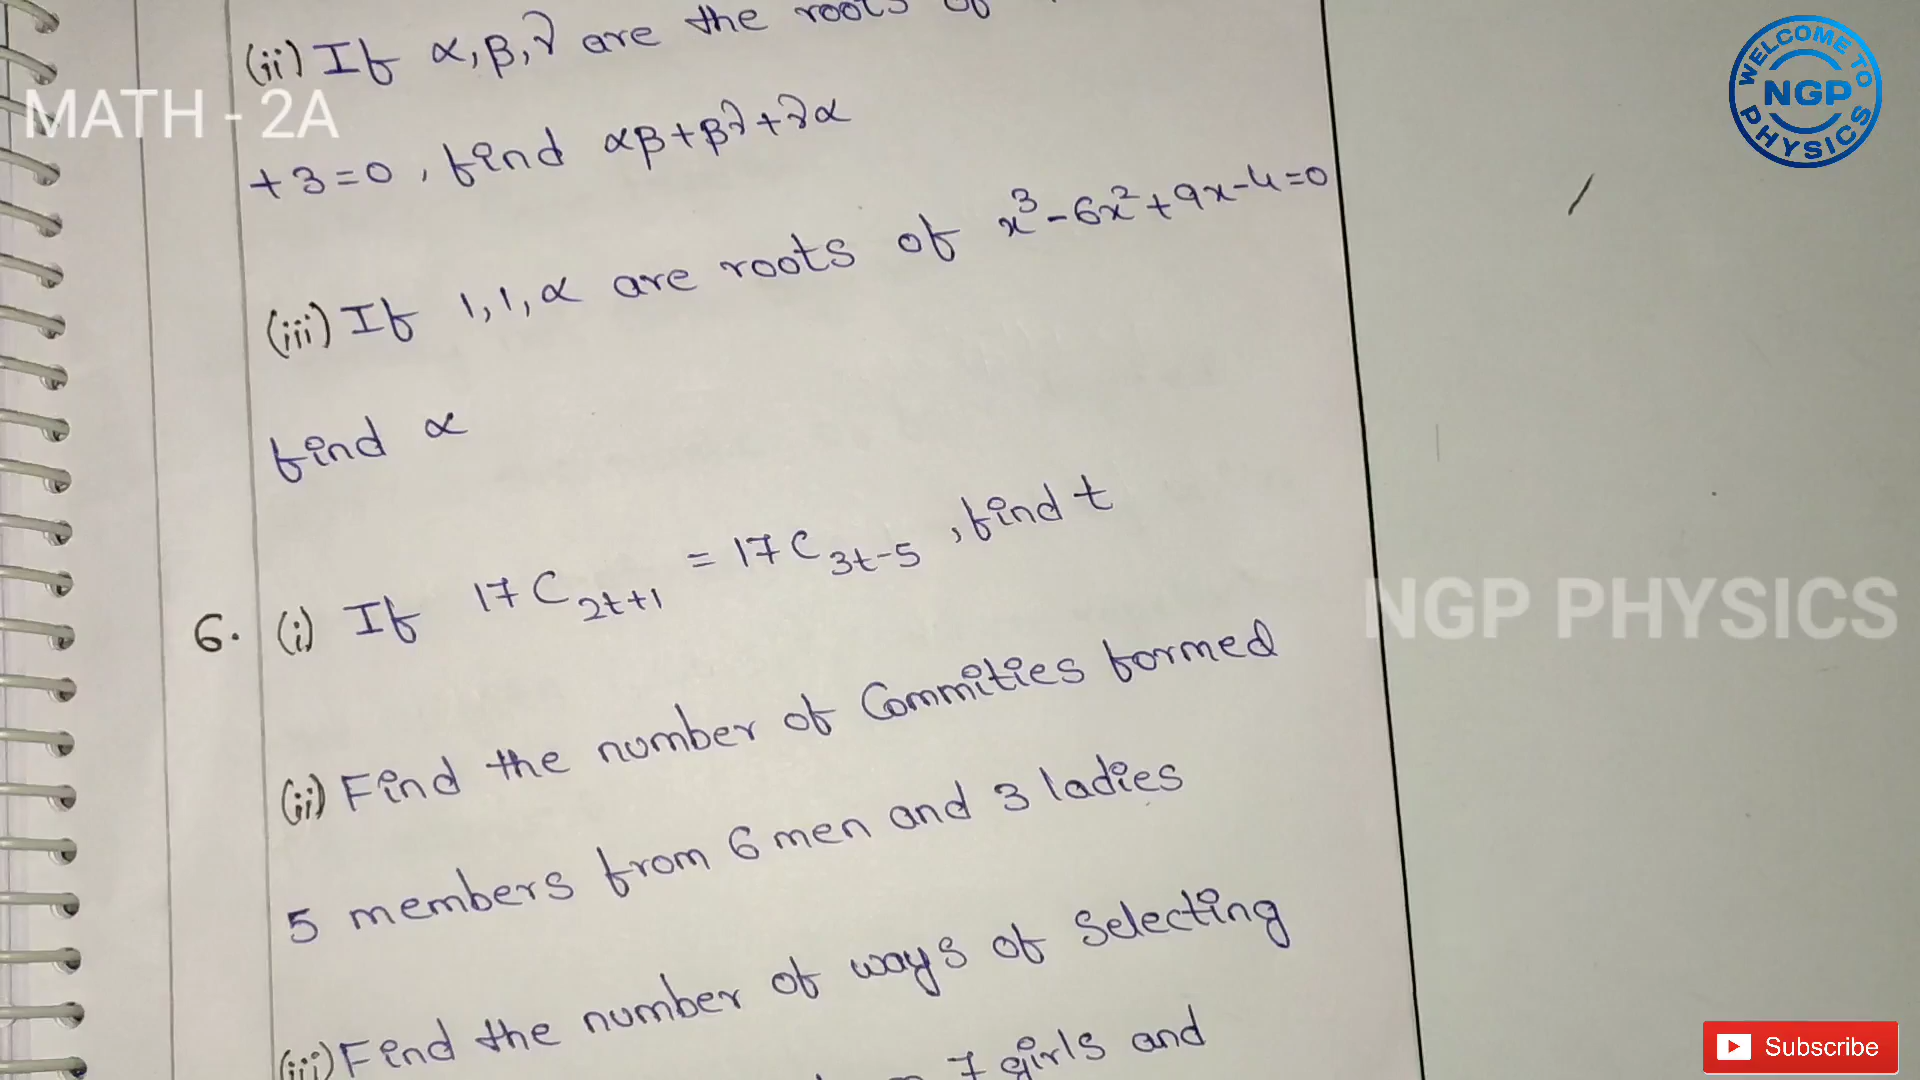 (ii) If α, β, γ are the roots of
MATH - 2A
+3=0, find αβ+βγ+γα
(iii) If 1, 1, α are roots of x³-6x²+9x-4=0
find α
6. (i) If 17C₂ₜ₊₁ = 17C₃ₜ₋₅, find t
(ii) Find the number of Commities formed
5 members from 6 men and 3 ladies
(iii) Find the number of ways of Selecting
7 girls and
WELCOME TO
NGP
PHYSICS
NGP PHYSICS
Subscribe